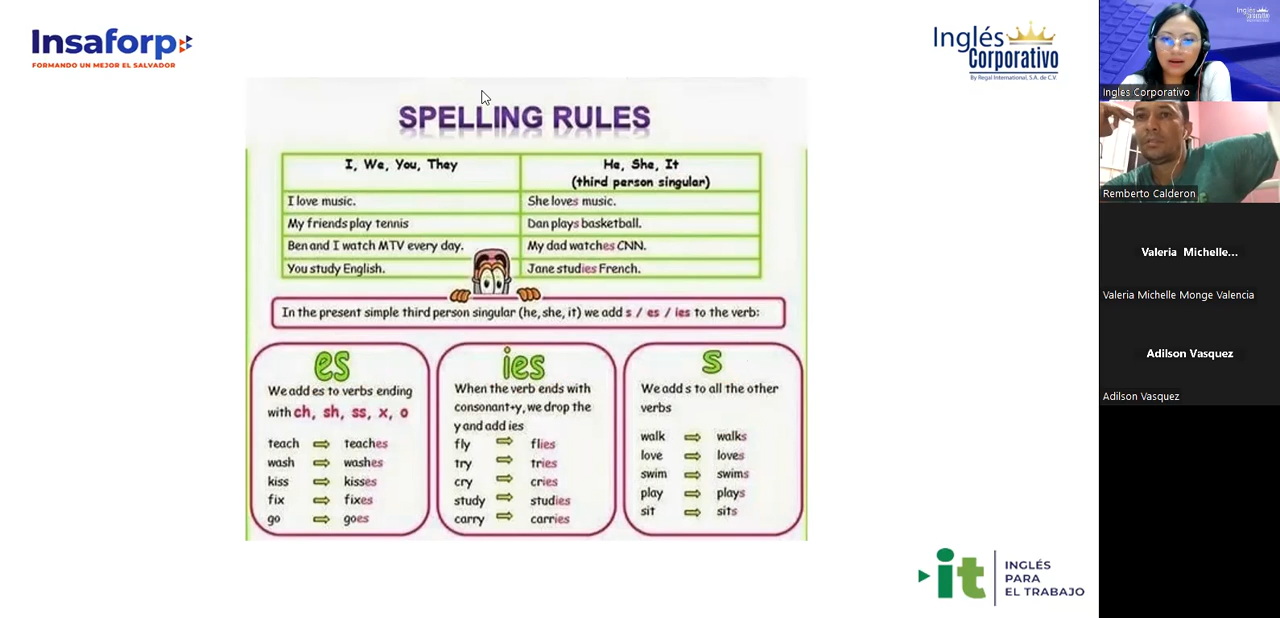 Insaforp
FORMANDO UN MEJOR EL SALVADOR
Inglés
Corporativo
By Regal International, S.A. de C.V.
SPELLING RULES
I, We, You, They
He, She, It
(third person singular)
I love music.
She loves music.
My friends play tennis
Dan plays basketball.
Ben and I watch MTV every day.
My dad watches CNN.
You study English.
Jane studies French.
In the present simple third person singular (he, she, it) we add s / es / ies to the verb:
es
We add es to verbs ending
with ch, sh, ss, x, o
teach teaches
wash washes
kiss kisses
fix fixes
go goes
ies
When the verb ends with
consonant+y, we drop the
y and add ies
fly flies
try tries
cry cries
study studies
carry carries
s
We add s to all the other
verbs
walk walks
love loves
swim swims
play plays
sit sits
it
INGLÉS
PARA
EL TRABAJO
Inglés
Corporativo
Ingles Corporativo
Remberto Calderon
Valeria Michelle...
Valeria Michelle Monge Valencia
Adilson Vasquez
Adilson Vasquez